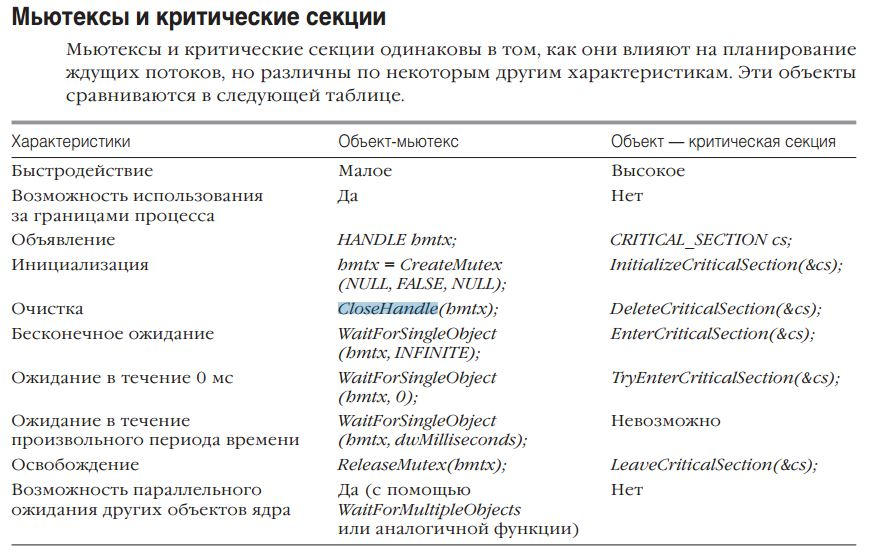 Мьютексы и критические секции
Мьютексы и критические секции одинаковы в том, как они влияют на планирование
ждущих потоков, но различны по некоторым другим характеристикам. Эти объекты
сравниваются в следующей таблице.
Характеристики Объект-мьютекс Объект — критическая секция
Быстродействие Малое Высокое
Возможность использования Да Нет
за границами процесса
Объявление HANDLE hmtx; CRITICAL_SECTION cs;
Инициализация hmtx = CreateMutex InitializeCriticalSection(&cs);
(NULL, FALSE, NULL);
Очистка CloseHandle(hmtx); DeleteCriticalSection(&cs);
Бесконечное ожидание WaitForSingleObject EnterCriticalSection(&cs);
(hmtx, INFINITE);
Ожидание в течение 0 мс WaitForSingleObject TryEnterCriticalSection(&cs);
(hmtx, 0);
Ожидание в течение WaitForSingleObject Невозможно
произвольного периода времени (hmtx, dwMilliseconds);
Освобождение ReleaseMutex(hmtx); LeaveCriticalSection(&cs);
Возможность параллельного Да (с помощью Нет
ожидания других объектов ядра WaitForMultipleObjects
или аналогичной функции)